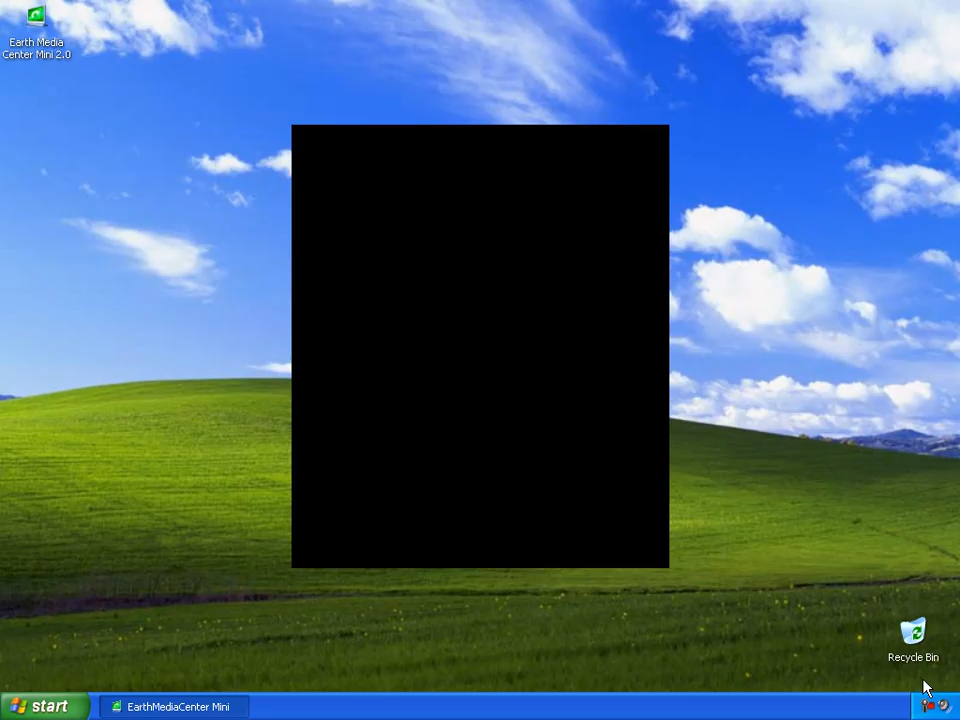 Earth Media
Center Mini 2.0
Recycle Bin
start
EarthMediaCenter Mini